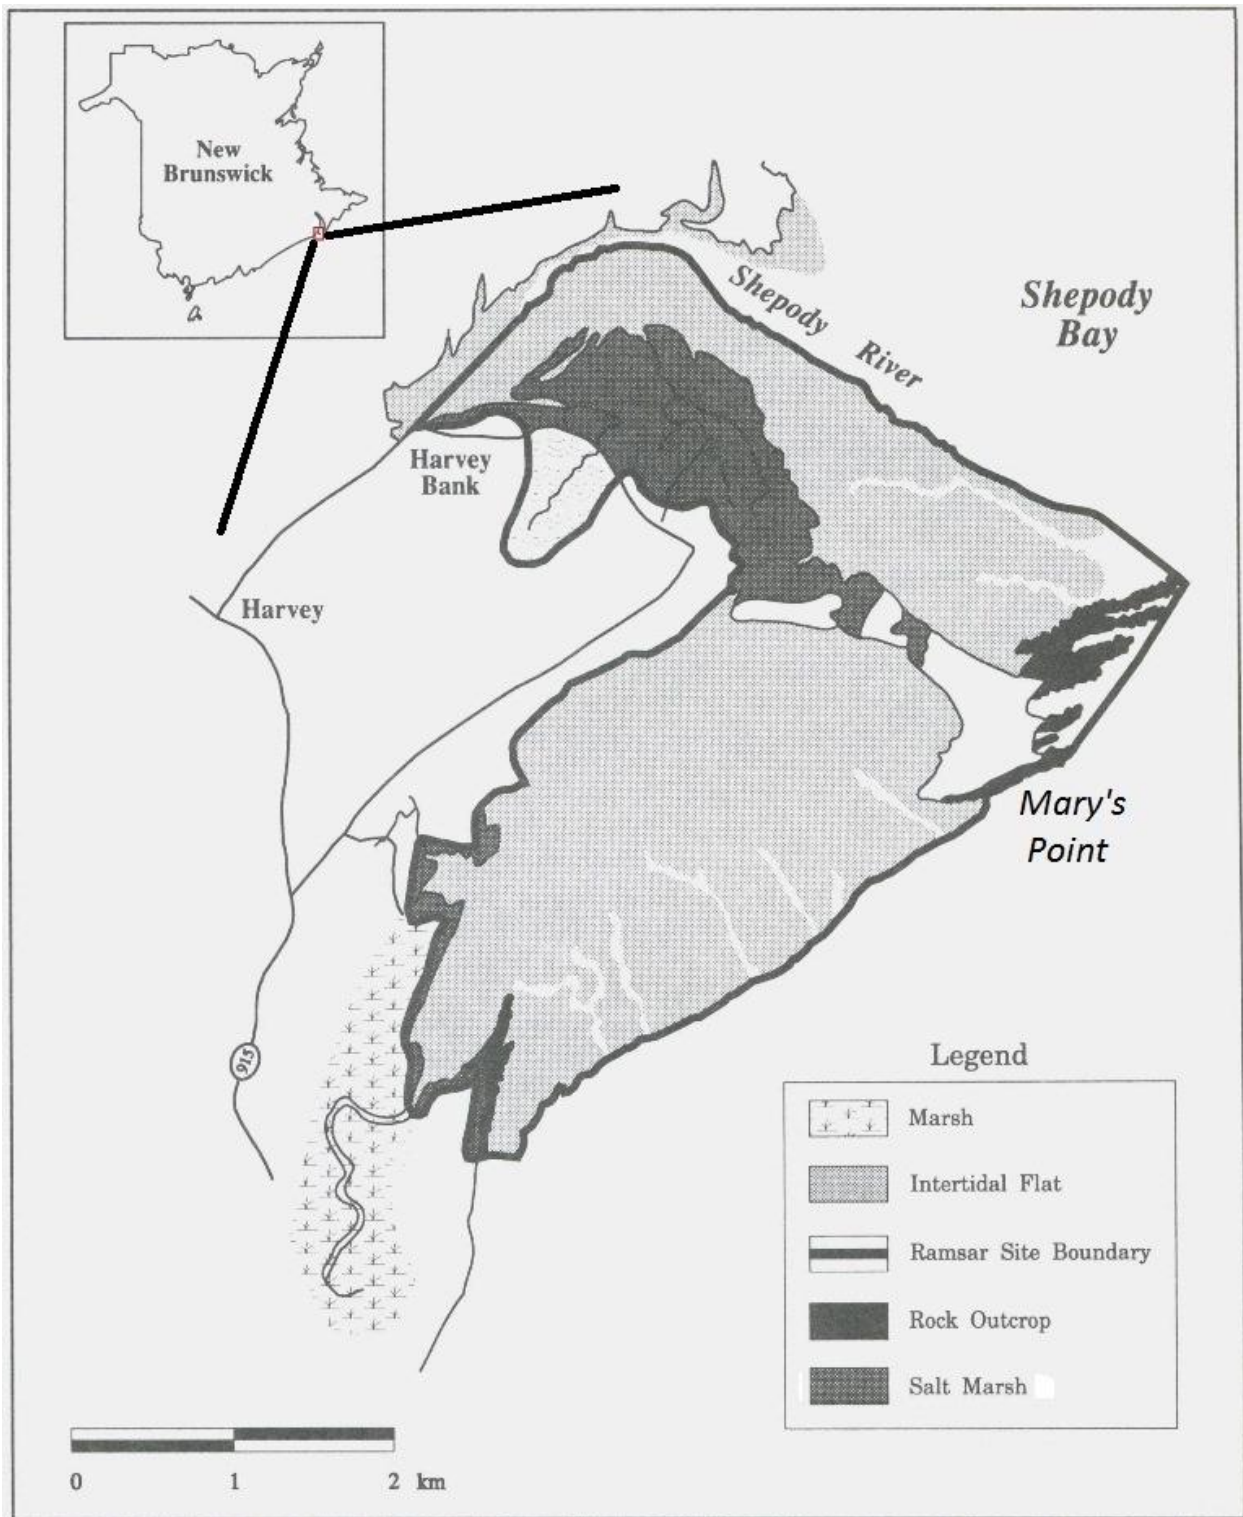 New
Brunswick
a
Shepody
Bay
Shepody River
Harvey
Bank
Harvey
Mary's
Point
915
Legend
Marsh
Intertidal Flat
Ramsar Site Boundary
Rock Outcrop
Salt Marsh
0 1 2 km